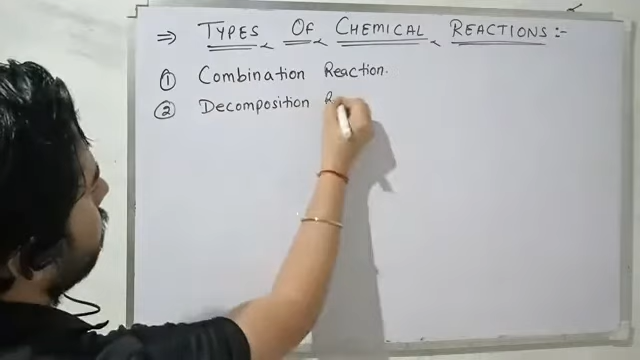 ⇒ TYPES OF CHEMICAL REACTIONS :-
① Combination Reaction.
② Decomposition R